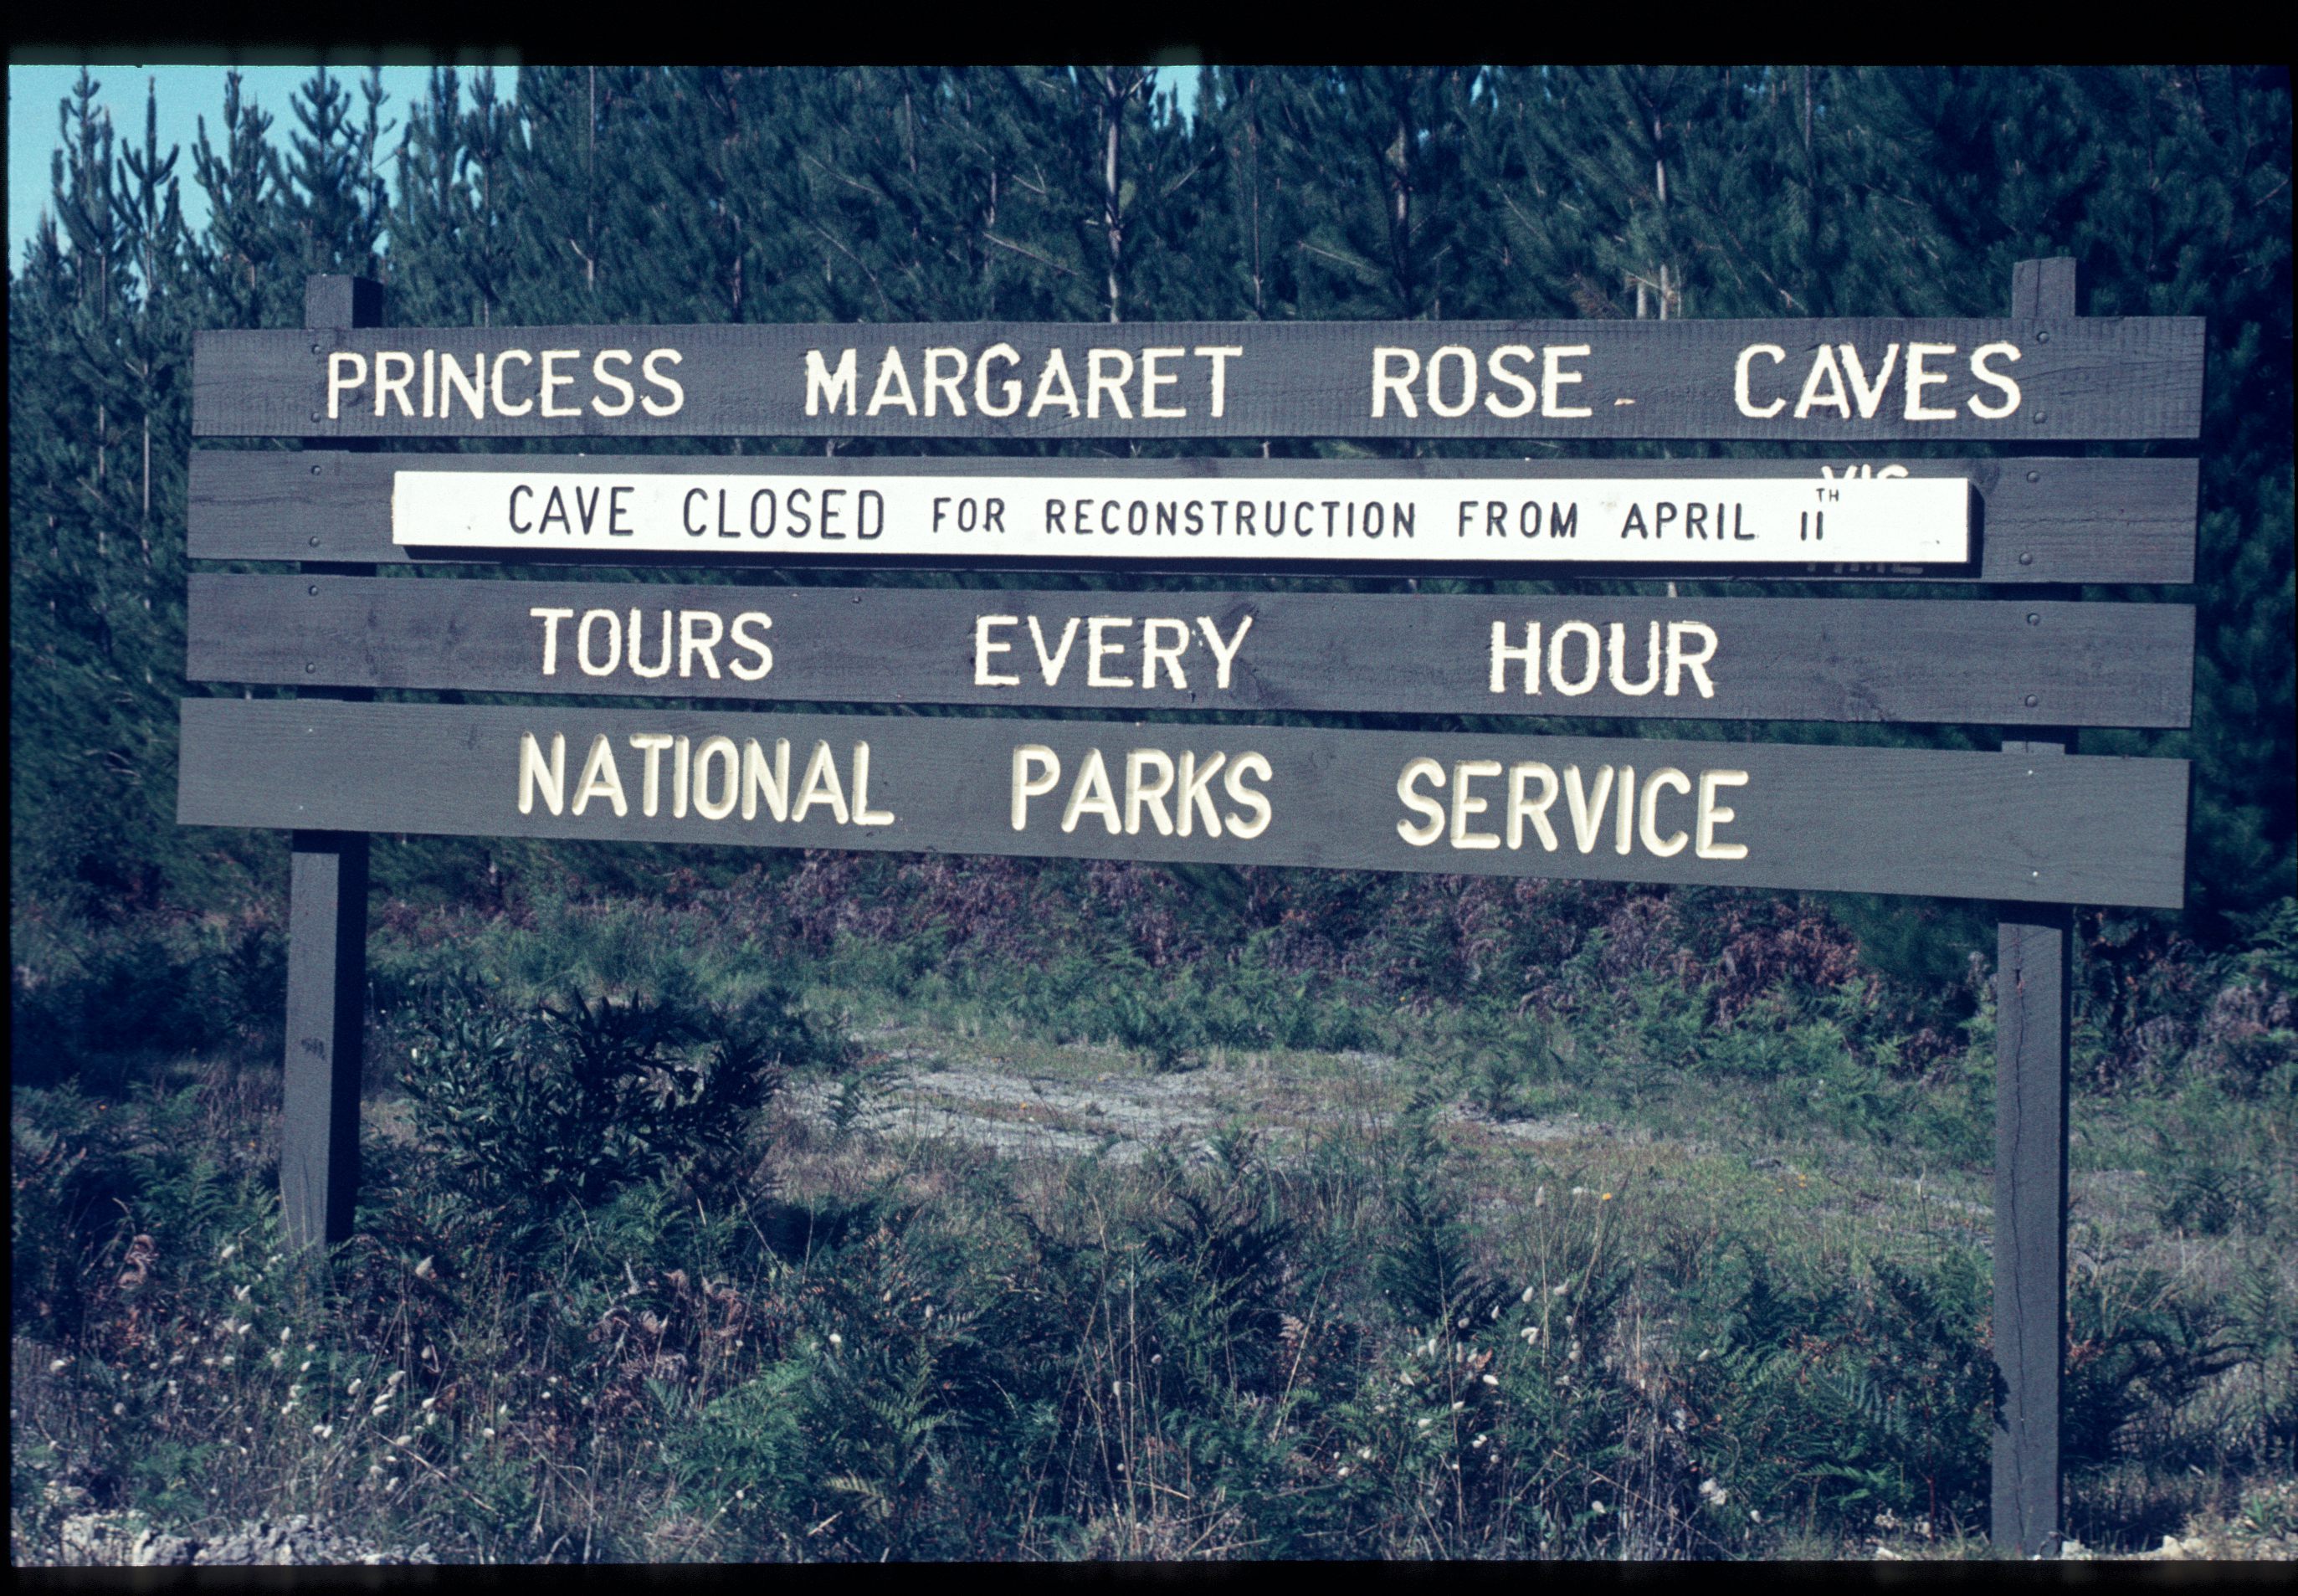 PRINCESS MARGARET ROSE CAVES
CAVE CLOSED FOR RECONSTRUCTION FROM APRIL 11TH
TOURS EVERY HOUR
NATIONAL PARKS SERVICE